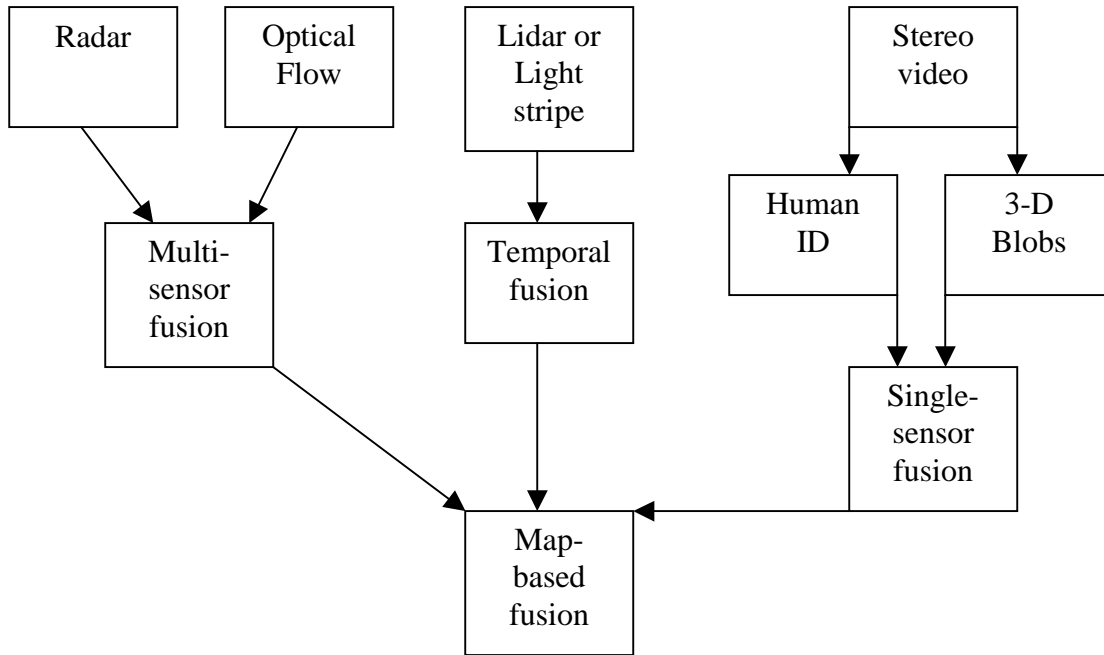 Radar
Optical
Flow
Lidar or
Light
stripe
Stereo
video
Human
ID
3-D
Blobs
Multi-
sensor
fusion
Temporal
fusion
Single-
sensor
fusion
Map-
based
fusion